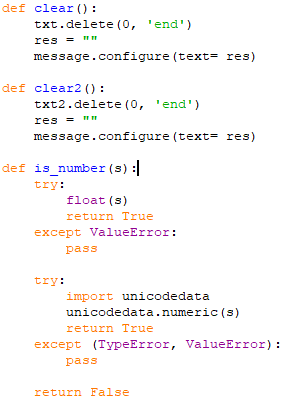 def clear():
    txt.delete(0, 'end')
    res = ""
    message.configure(text= res)

def clear2():
    txt2.delete(0, 'end')
    res = ""
    message.configure(text= res)

def is_number(s):
    try:
        float(s)
        return True
    except ValueError:
        pass

    try:
        import unicodedata
        unicodedata.numeric(s)
        return True
    except (TypeError, ValueError):
        pass

    return False